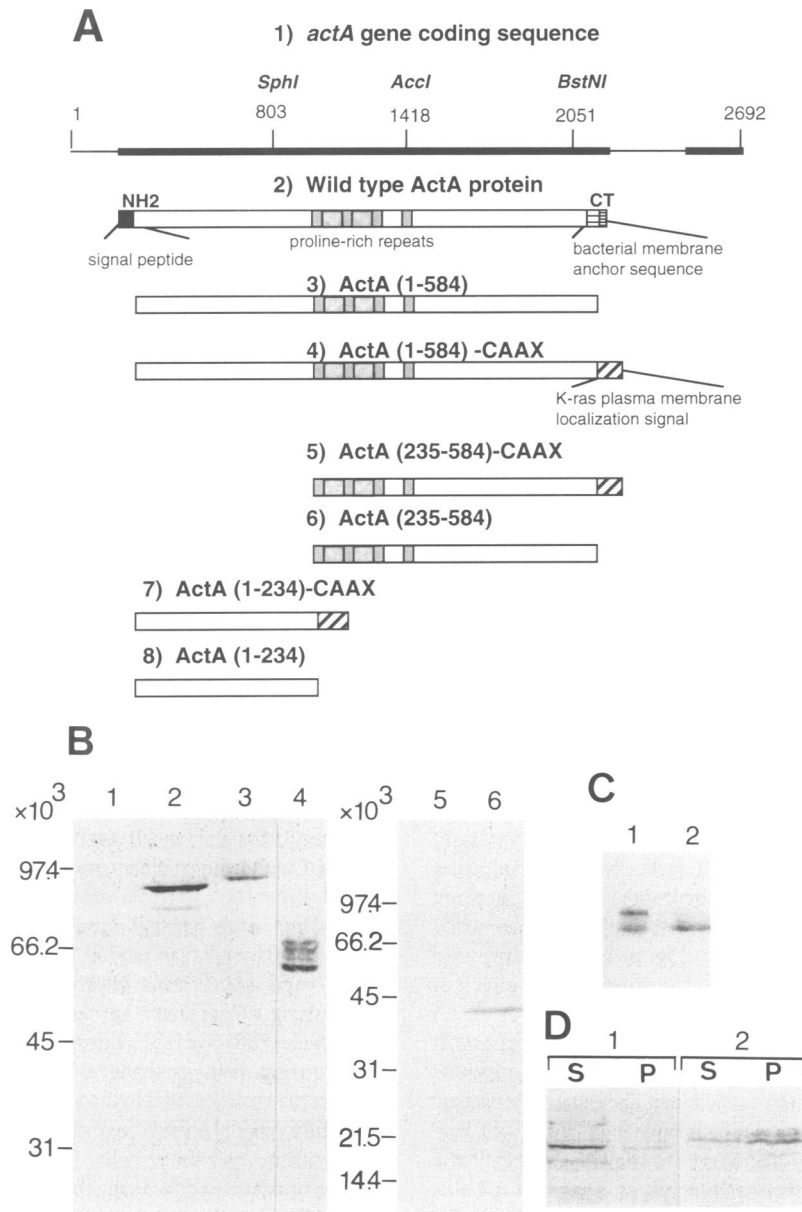 A
1) actA gene coding sequence
SphI AccI BstNI
1 803 1418 2051 2692
2) Wild type ActA protein
NH2 CT
signal peptide
proline-rich repeats
bacterial membrane
anchor sequence
3) ActA (1-584)
4) ActA (1-584) -CAAX
K-ras plasma membrane
localization signal
5) ActA (235-584)-CAAX
6) ActA (235-584)
7) ActA (1-234)-CAAX
8) ActA (1-234)
B
×10³ 1 2 3 4
974
66.2
45
31
×10³ 5 6
974
66.2
45
31
21.5
14.4
C
1 2
D
1 2
S P S P